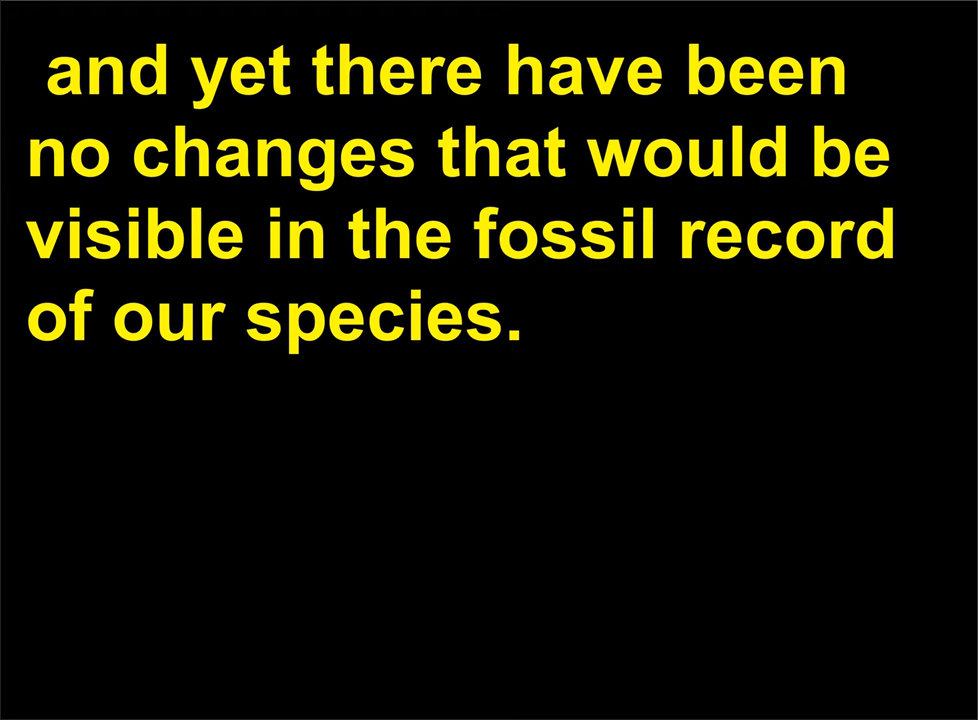 and yet there have been
no changes that would be
visible in the fossil record
of our species.